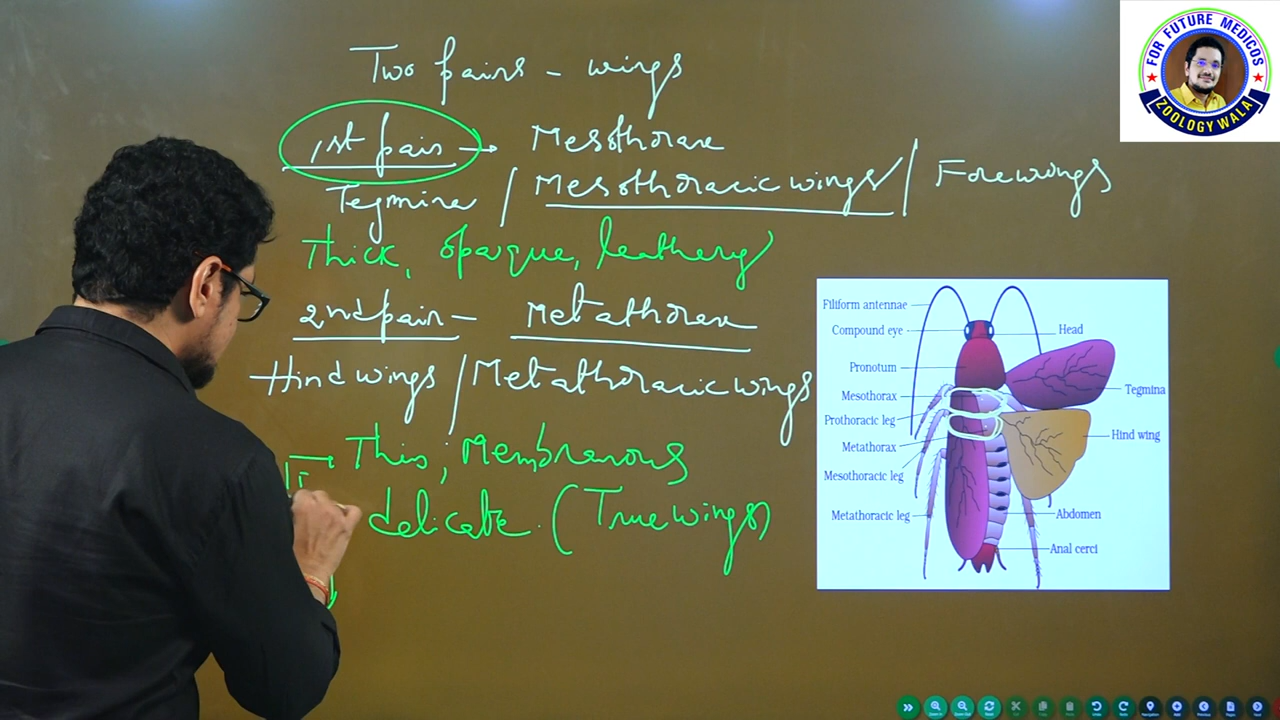 Two pairs - wings
1st pair → Mesothorax
Tegmina / Mesothoracic wings / Forewings
Thick, opaque, leathery
2nd pair - Metathorax
Hind wings / Metathoracic wings
→ Thin, Membranous
delicate. (True wings)
FOR FUTURE MEDICOS
ZOOLOGY WALA
Filiform antennae
Compound eye
Head
Pronotum
Mesothorax
Tegmina
Prothoracic leg
Hind wing
Metathorax
Mesothoracic leg
Metathoracic leg
Abdomen
Anal cerci